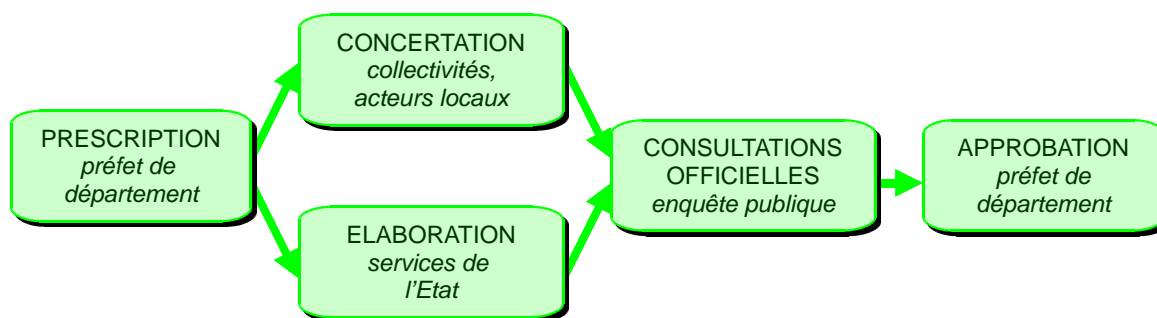 PRESCRIPTION
préfet de
département
CONCERTATION
collectivités,
acteurs locaux
ELABORATION
services de
l'Etat
CONSULTATIONS
OFFICIELLES
enquête publique
APPROBATION
préfet de
département